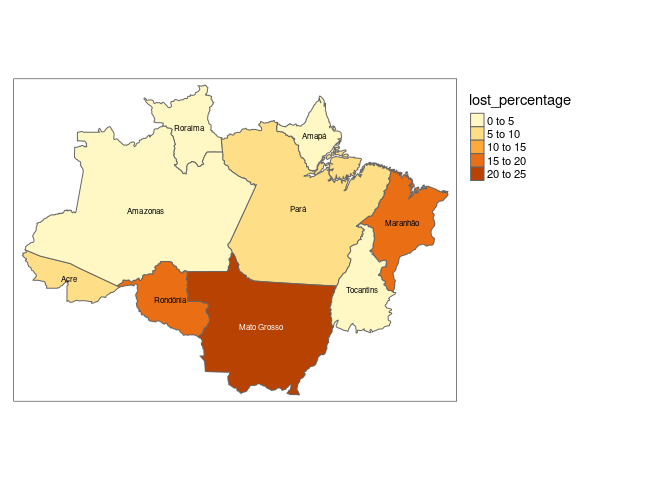 lost_percentage
0 to 5
5 to 10
10 to 15
15 to 20
20 to 25
Roraima
Amapá
Amazonas
Pará
Maranhão
Acre
Tocantins
Rondônia
Mato Grosso